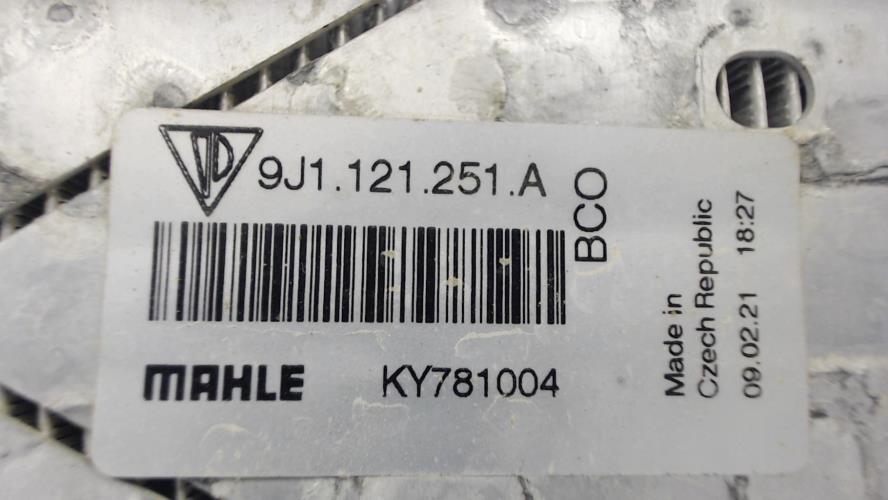 9J1.121.251.A
BCO
MAHLE
KY781004
Made in
Czech Republic
09.02.21 18:27